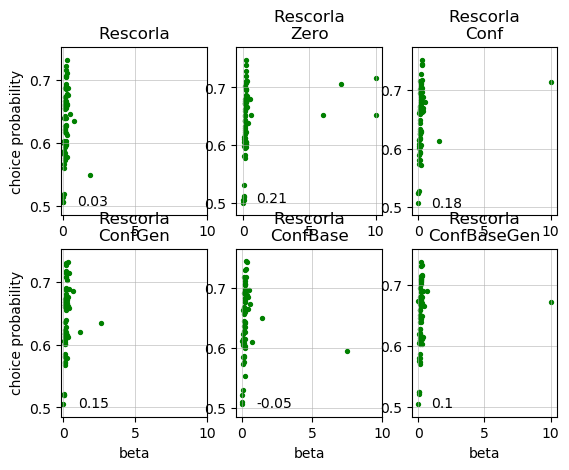 Rescorla
Rescorla
Zero
Rescorla
Conf
choice probability
0.7
0.6
0.5
0.03
0
5
10
0.7
0.6
0.5
0.21
0
5
10
0.7
0.6
0.5
0.18
0
5
10
Rescorla
ConfGen
Rescorla
ConfBase
Rescorla
ConfBaseGen
choice probability
0.7
0.6
0.5
0.15
0
5
10
beta
0.7
0.6
0.5
-0.05
0
5
10
beta
0.7
0.6
0.5
0.1
0
5
10
beta